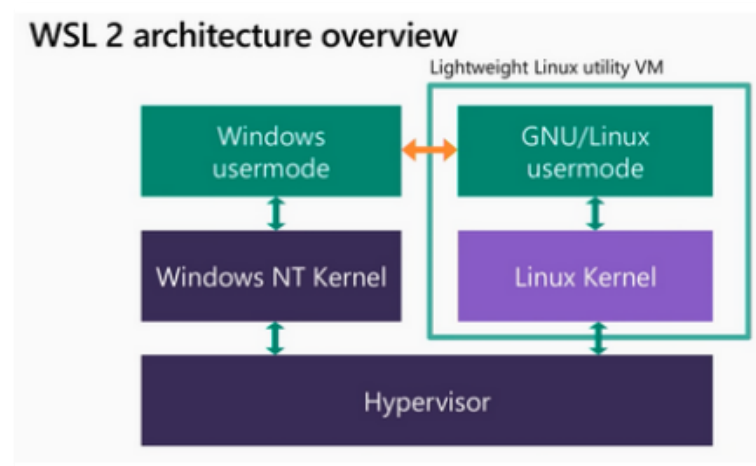 WSL 2 architecture overview
Lightweight Linux utility VM
Windows
usermode
GNU/Linux
usermode
Windows NT Kernel
Linux Kernel
Hypervisor